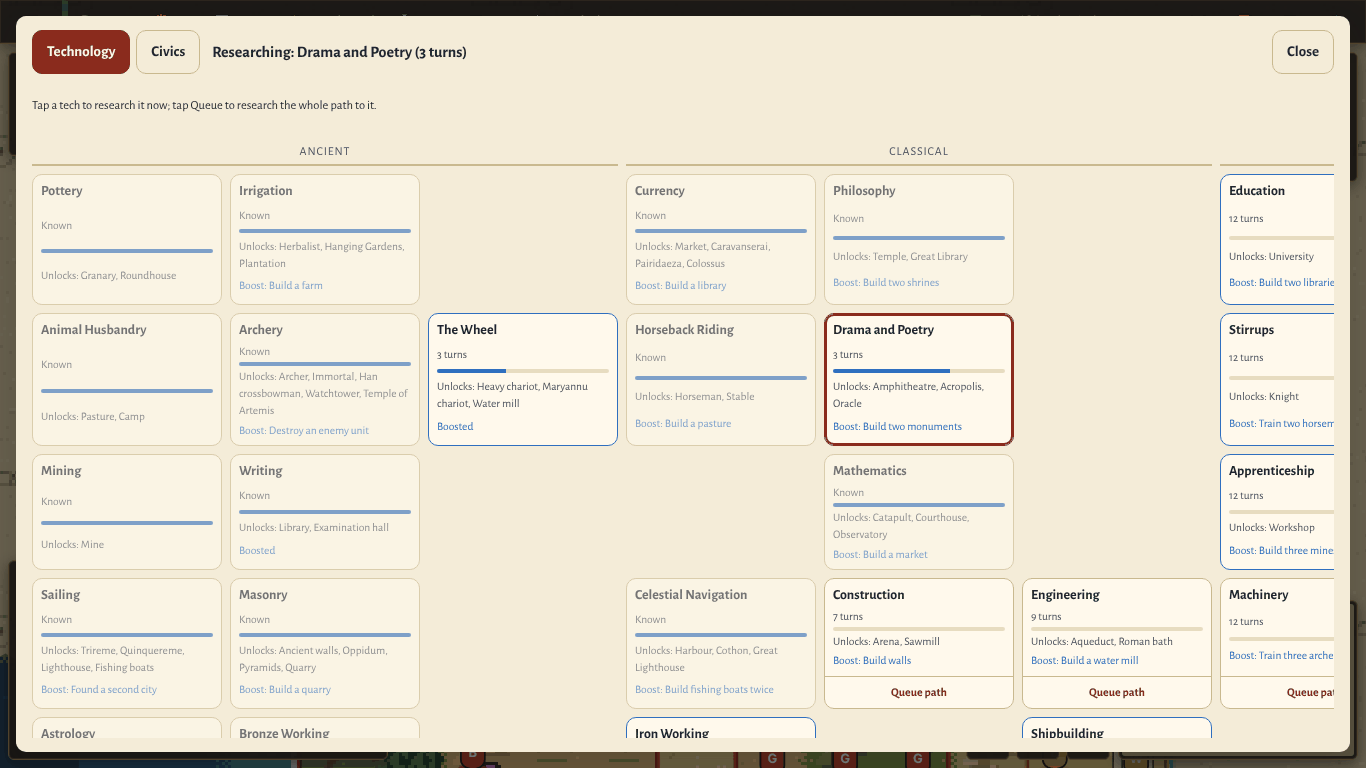 Technology
Civics
Researching: Drama and Poetry (3 turns)
Close
Tap a tech to research it now; tap Queue to research the whole path to it.
ANCIENT
CLASSICAL
Pottery
Known
Unlocks: Granary, Roundhouse
Irrigation
Known
Unlocks: Herbalist, Hanging Gardens,
Plantation
Boost: Build a farm
Currency
Known
Unlocks: Market, Caravanserai,
Pairidaeza, Colossus
Boost: Build a library
Philosophy
Known
Unlocks: Temple, Great Library
Boost: Build two shrines
Education
12 turns
Unlocks: University
Boost: Build two librarie
Animal Husbandry
Known
Unlocks: Pasture, Camp
Archery
Known
Unlocks: Archer, Immortal, Han
crossbowman, Watchtower, Temple of
Artemis
Boost: Destroy an enemy unit
The Wheel
3 turns
Unlocks: Heavy chariot, Maryannu
chariot, Water mill
Boosted
Horseback Riding
Known
Unlocks: Horseman, Stable
Boost: Build a pasture
Drama and Poetry
3 turns
Unlocks: Amphitheatre, Acropolis,
Oracle
Boost: Build two monuments
Stirrups
12 turns
Unlocks: Knight
Boost: Train two horsem
Mining
Known
Unlocks: Mine
Writing
Known
Unlocks: Library, Examination hall
Boosted
Mathematics
Known
Unlocks: Catapult, Courthouse,
Observatory
Boost: Build a market
Apprenticeship
12 turns
Unlocks: Workshop
Boost: Build three mine
Sailing
Known
Unlocks: Trireme, Quinquereme,
Lighthouse, Fishing boats
Boost: Found a second city
Masonry
Known
Unlocks: Ancient walls, Oppidum,
Pyramids, Quarry
Boost: Build a quarry
Celestial Navigation
Known
Unlocks: Harbour, Cothon, Great
Lighthouse
Boost: Build fishing boats twice
Construction
7 turns
Unlocks: Arena, Sawmill
Boost: Build walls
Queue path
Engineering
9 turns
Unlocks: Aqueduct, Roman bath
Boost: Build a water mill
Queue path
Machinery
12 turns
Boost: Train three arche
Queue pat
Astrology
Bronze Working
Iron Working
Shipbuilding